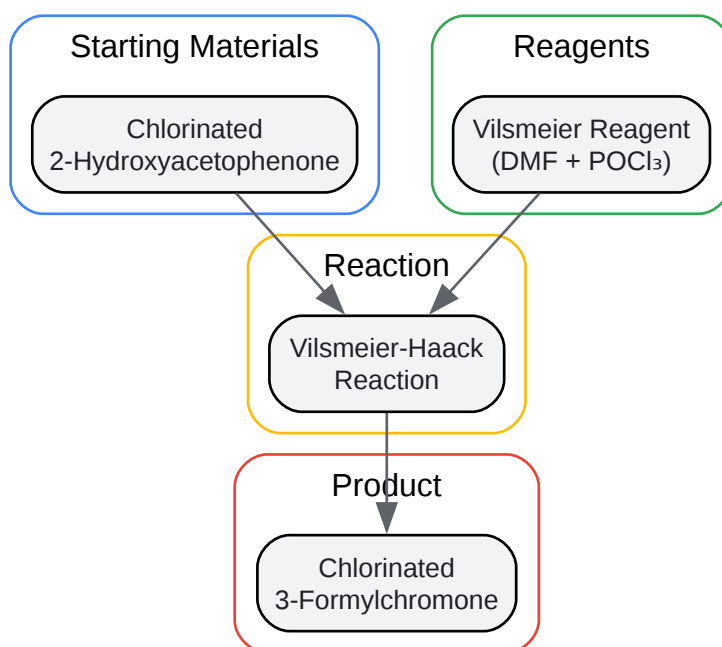 Starting Materials
Reagents
Chlorinated
2-Hydroxyacetophenone
Vilsmeier Reagent
(DMF + POCl₃)
Reaction
Vilsmeier-Haack
Reaction
Product
Chlorinated
3-Formylchromone